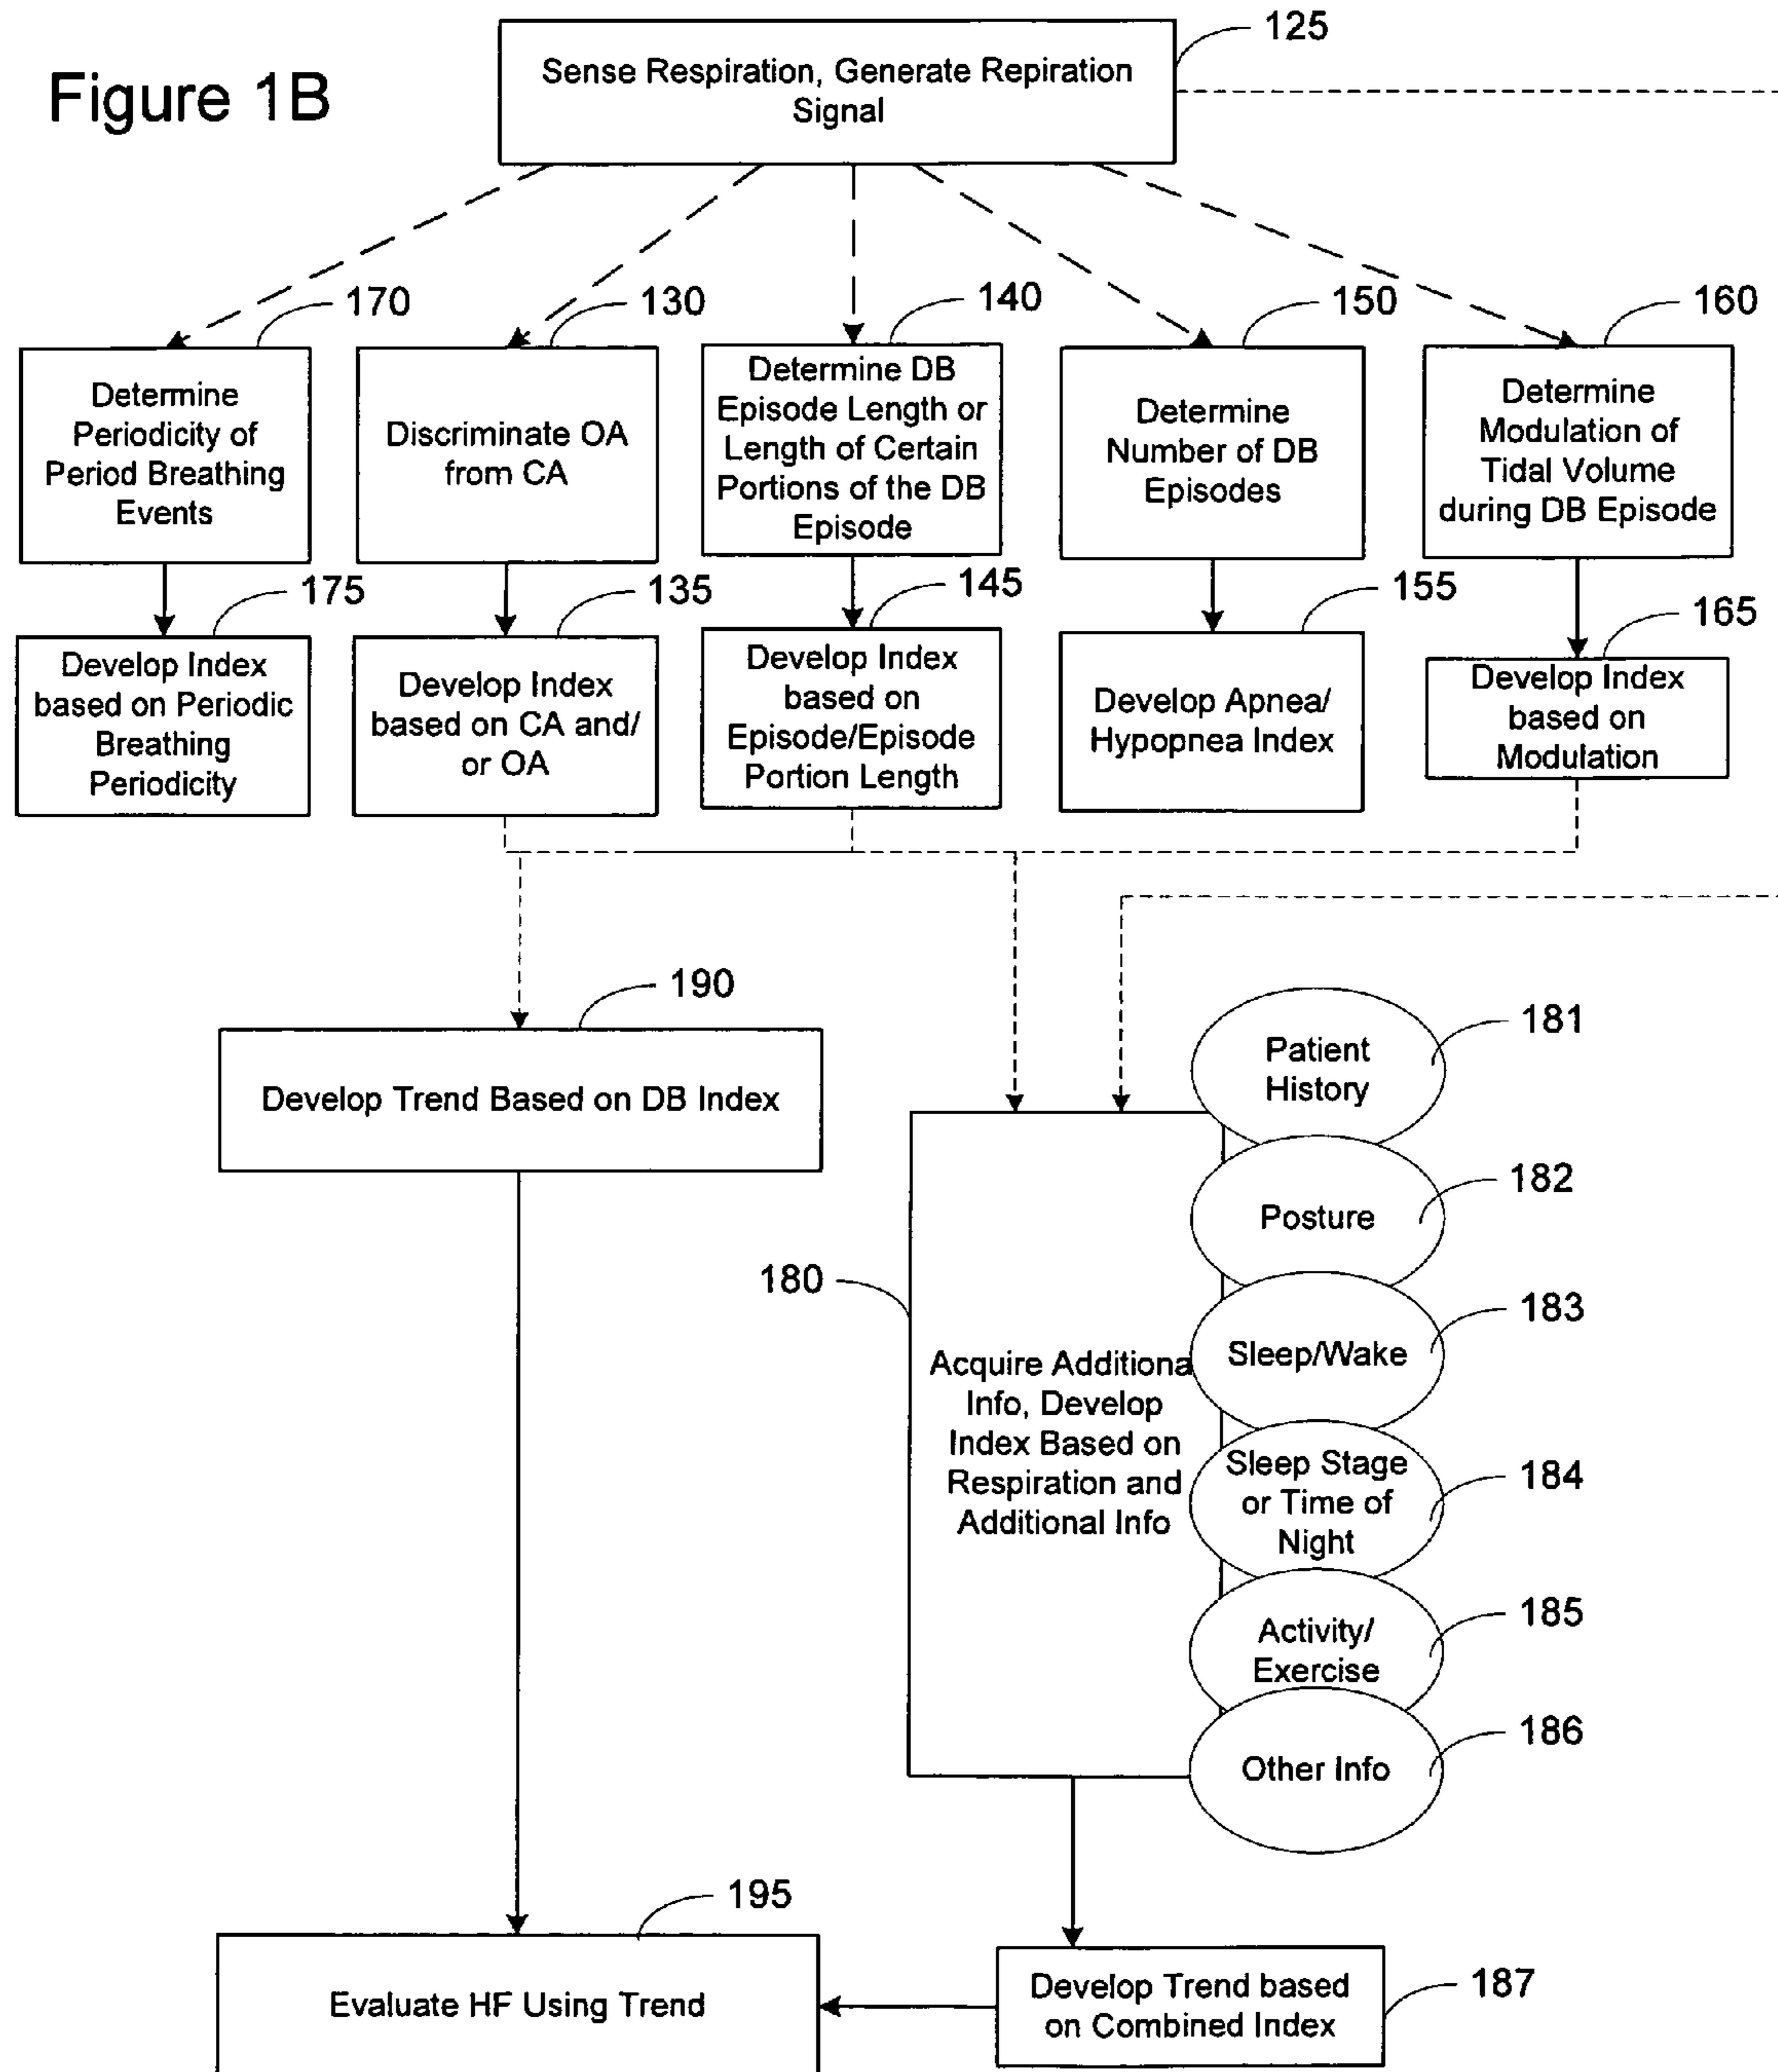 Figure 1B
125
Sense Respiration, Generate Repiration
Signal
170
130
140
150
160
Determine
Periodicity of
Period Breathing
Events
Discriminate OA
from CA
Determine DB
Episode Length or
Length of Certain
Portions of the DB
Episode
Determine
Number of DB
Episodes
Determine
Modulation of
Tidal Volume
during DB Episode
175
135
145
155
165
Develop Index
based on Periodic
Breathing
Periodicity
Develop Index
based on CA and/
or OA
Develop Index
based on
Episode/Episode
Portion Length
Develop Apnea/
Hypopnea Index
Develop Index
based on
Modulation
190
Develop Trend Based on DB Index
180
Acquire Additiona
Info, Develop
Index Based on
Respiration and
Additional Info
Patient
History
181
Posture
182
Sleep/Wake
183
Sleep Stage
or Time of
Night
184
Activity/
Exercise
185
Other Info
186
195
Evaluate HF Using Trend
Develop Trend based
on Combined Index
187